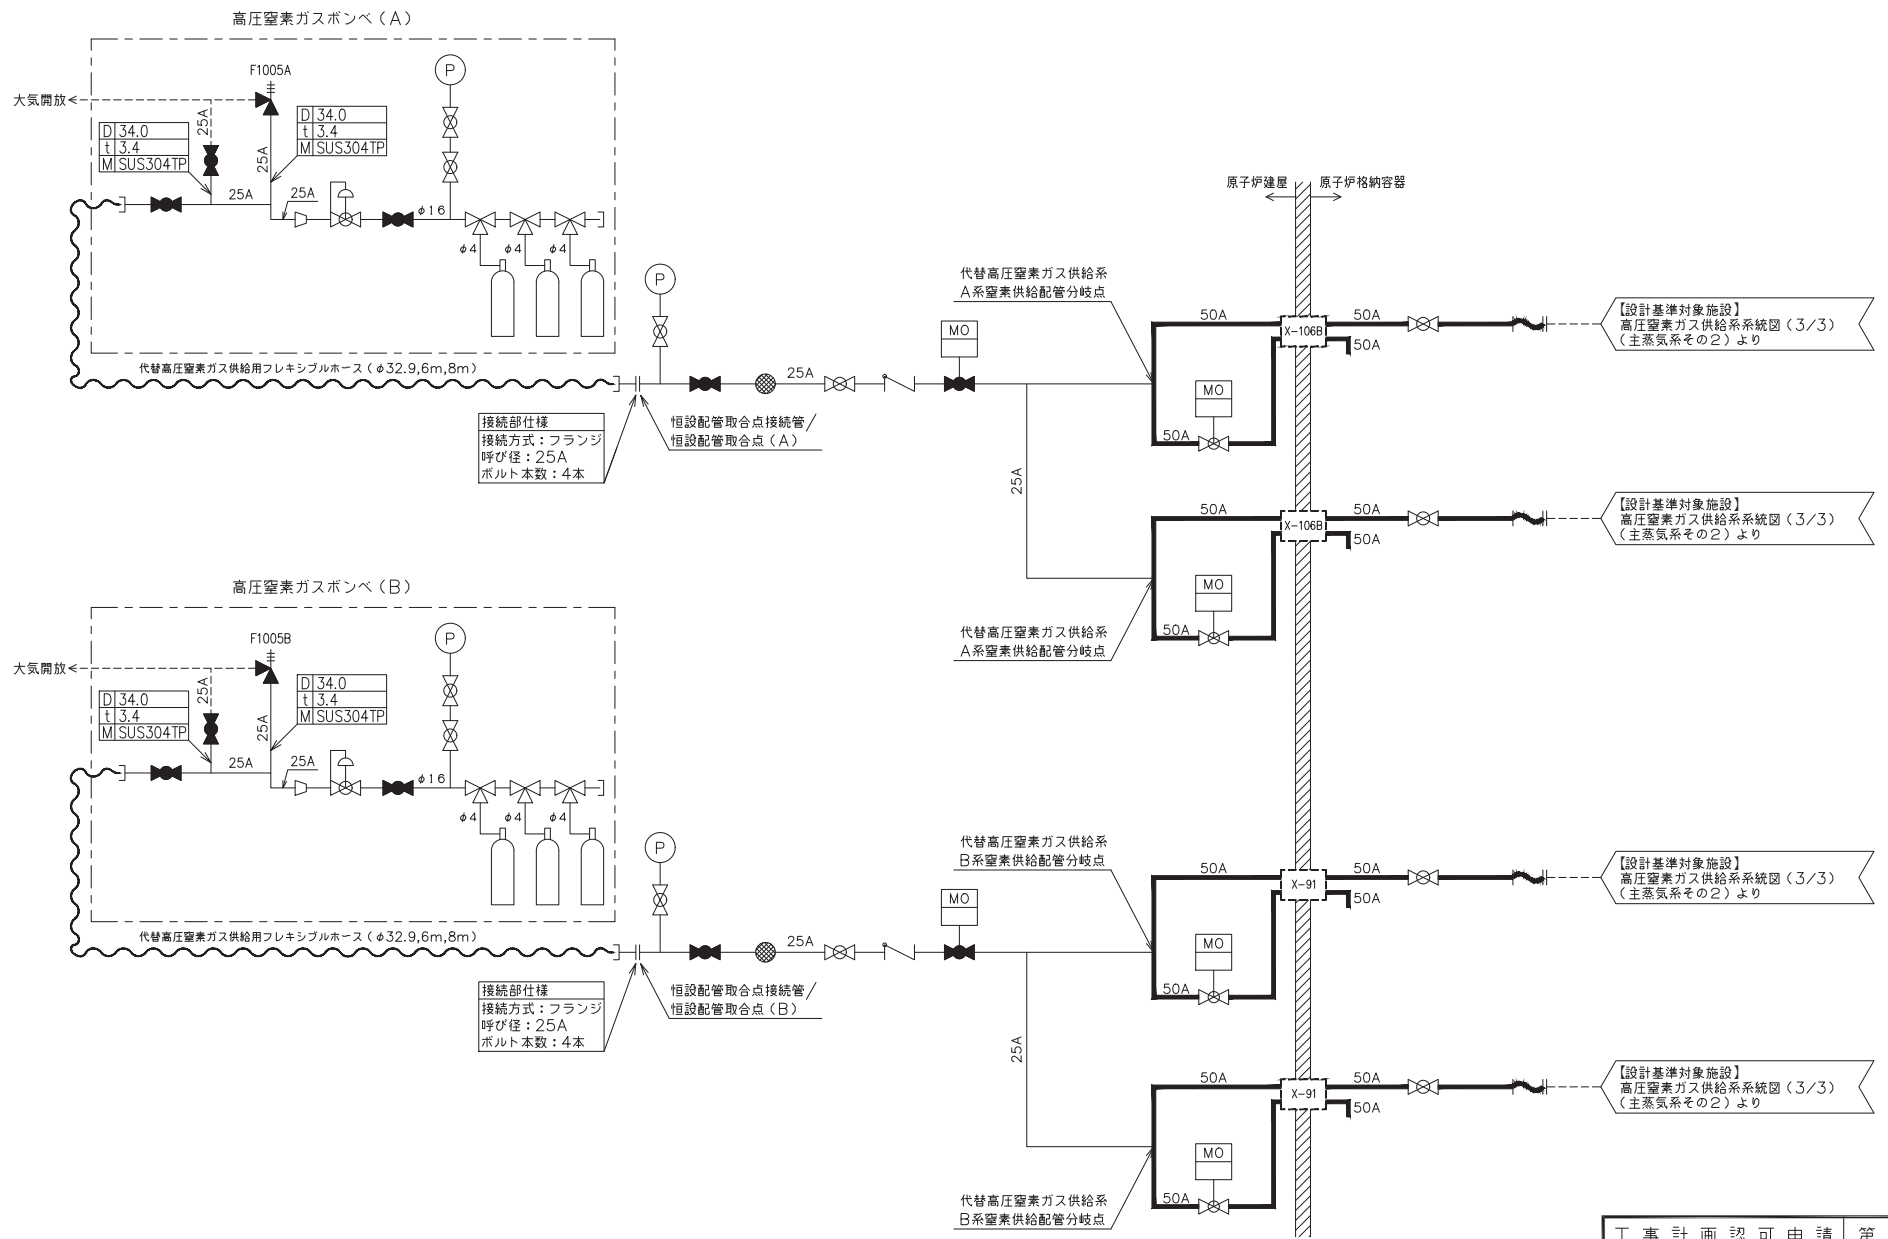 高圧窒素ガスボンベ（A）
F1005A
P
大気開放
25A
D 34.0
t 3.4
M SUS304TP
25A
D 34.0
t 3.4
M SUS304TP
25A
25A
φ16
φ4
φ4
φ4
代替高圧窒素ガス供給用フレキシブルホース（φ32.9,6m,8m）
P
25A
MO
接続部仕様
接続方式：フランジ
呼び径：25A
ボルト本数：4本
恒設配管取合点接続管／
恒設配管取合点（A）
原子炉建屋
原子炉格納容器
代替高圧窒素ガス供給系
A系窒素供給配管分岐点
50A
X-106B
50A
50A
MO
50A
【設計基準対象施設】
高圧窒素ガス供給系系統図（3/3）
（主蒸気系その2）より
25A
50A
X-106B
50A
50A
MO
50A
【設計基準対象施設】
高圧窒素ガス供給系系統図（3/3）
（主蒸気系その2）より
代替高圧窒素ガス供給系
A系窒素供給配管分岐点
高圧窒素ガスボンベ（B）
F1005B
P
大気開放
25A
D 34.0
t 3.4
M SUS304TP
25A
D 34.0
t 3.4
M SUS304TP
25A
25A
φ16
φ4
φ4
φ4
代替高圧窒素ガス供給用フレキシブルホース（φ32.9,6m,8m）
P
25A
MO
接続部仕様
接続方式：フランジ
呼び径：25A
ボルト本数：4本
恒設配管取合点接続管／
恒設配管取合点（B）
代替高圧窒素ガス供給系
B系窒素供給配管分岐点
50A
X-91
50A
50A
MO
50A
【設計基準対象施設】
高圧窒素ガス供給系系統図（3/3）
（主蒸気系その2）より
25A
50A
X-91
50A
50A
MO
50A
【設計基準対象施設】
高圧窒素ガス供給系系統図（3/3）
（主蒸気系その2）より
代替高圧窒素ガス供給系
B系窒素供給配管分岐点
工事計画認可申請 第